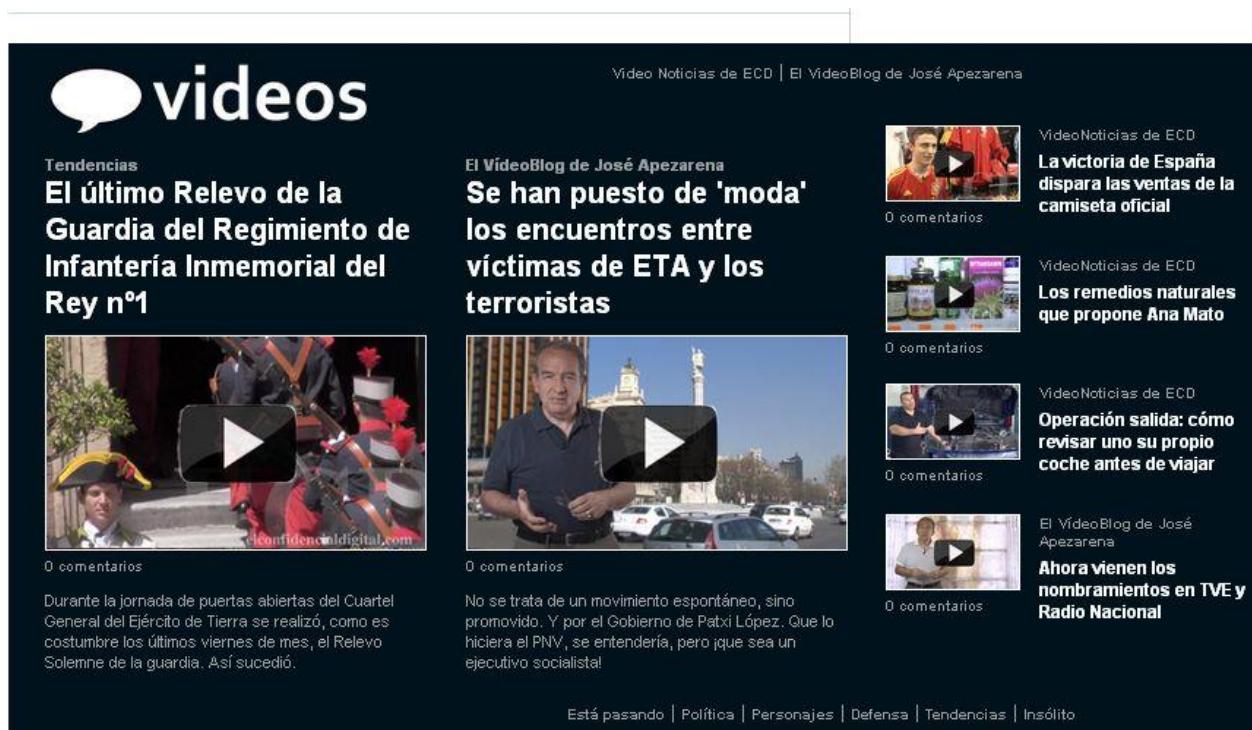 videos
Video Noticias de ECD | El VideoBlog de José Apezarena
Tendencias
El último Relevo de la
Guardia del Regimiento de
Infantería Inmemorial del
Rey nº1
elconfidencialdigital.com
0 comentarios
Durante la jornada de puertas abiertas del Cuartel
General del Ejército de Tierra se realizó, como es
costumbre los últimos viernes de mes, el Relevo
Solemne de la guardia. Así sucedió.
El VídeoBlog de José Apezarena
Se han puesto de 'moda'
los encuentros entre
víctimas de ETA y los
terroristas
0 comentarios
No se trata de un movimiento espontáneo, sino
promovido. Y por el Gobierno de Patxi López. Que lo
hiciera el PNV, se entendería, pero ¡que sea un
ejecutivo socialista!
VideoNoticias de ECD
La victoria de España
dispara las ventas de la
camiseta oficial
0 comentarios
VideoNoticias de ECD
Los remedios naturales
que propone Ana Mato
0 comentarios
VideoNoticias de ECD
Operación salida: cómo
revisar uno su propio
coche antes de viajar
0 comentarios
El VídeoBlog de José
Apezarena
Ahora vienen los
nombramientos en TVE y
Radio Nacional
0 comentarios
Está pasando | Política | Personajes | Defensa | Tendencias | Insólito